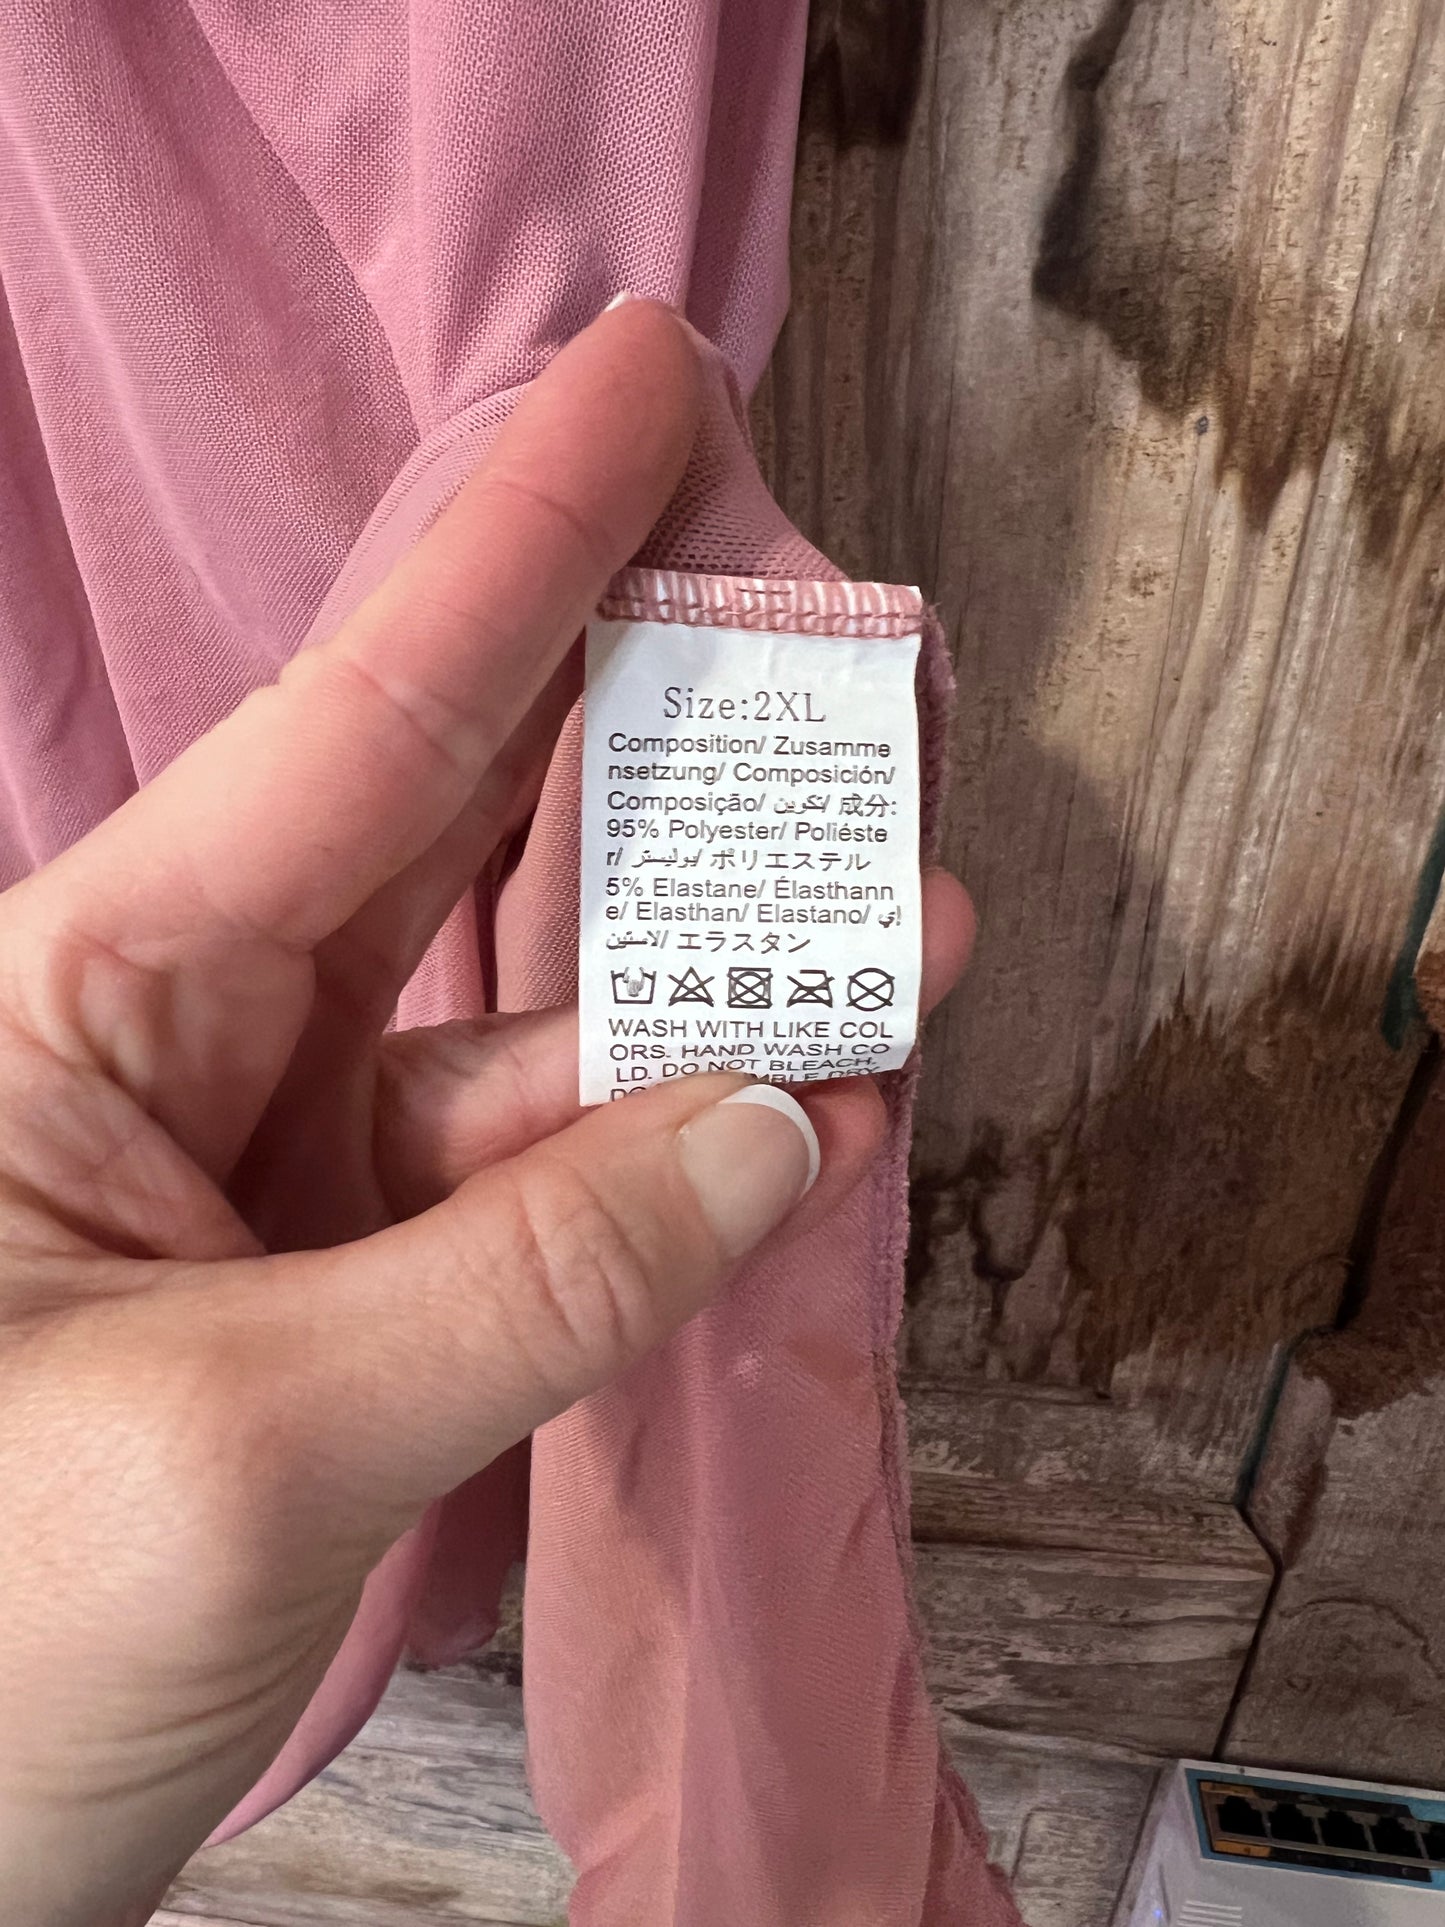 Size:2XL
Composition/ Zusamme
nsetzung/ Composición/
Composição/ تكوين/ 成分:
95% Polyester/ Poliéste
r/ بوليستر/ ポリエステル
5% Elastane/ Élasthann
e/ Elasthan/ Elastano/ إي
لاستين/ エラスタン
WASH WITH LIKE COL
ORS. HAND WASH CO
LD. DO NOT BLEACH.
DRY.